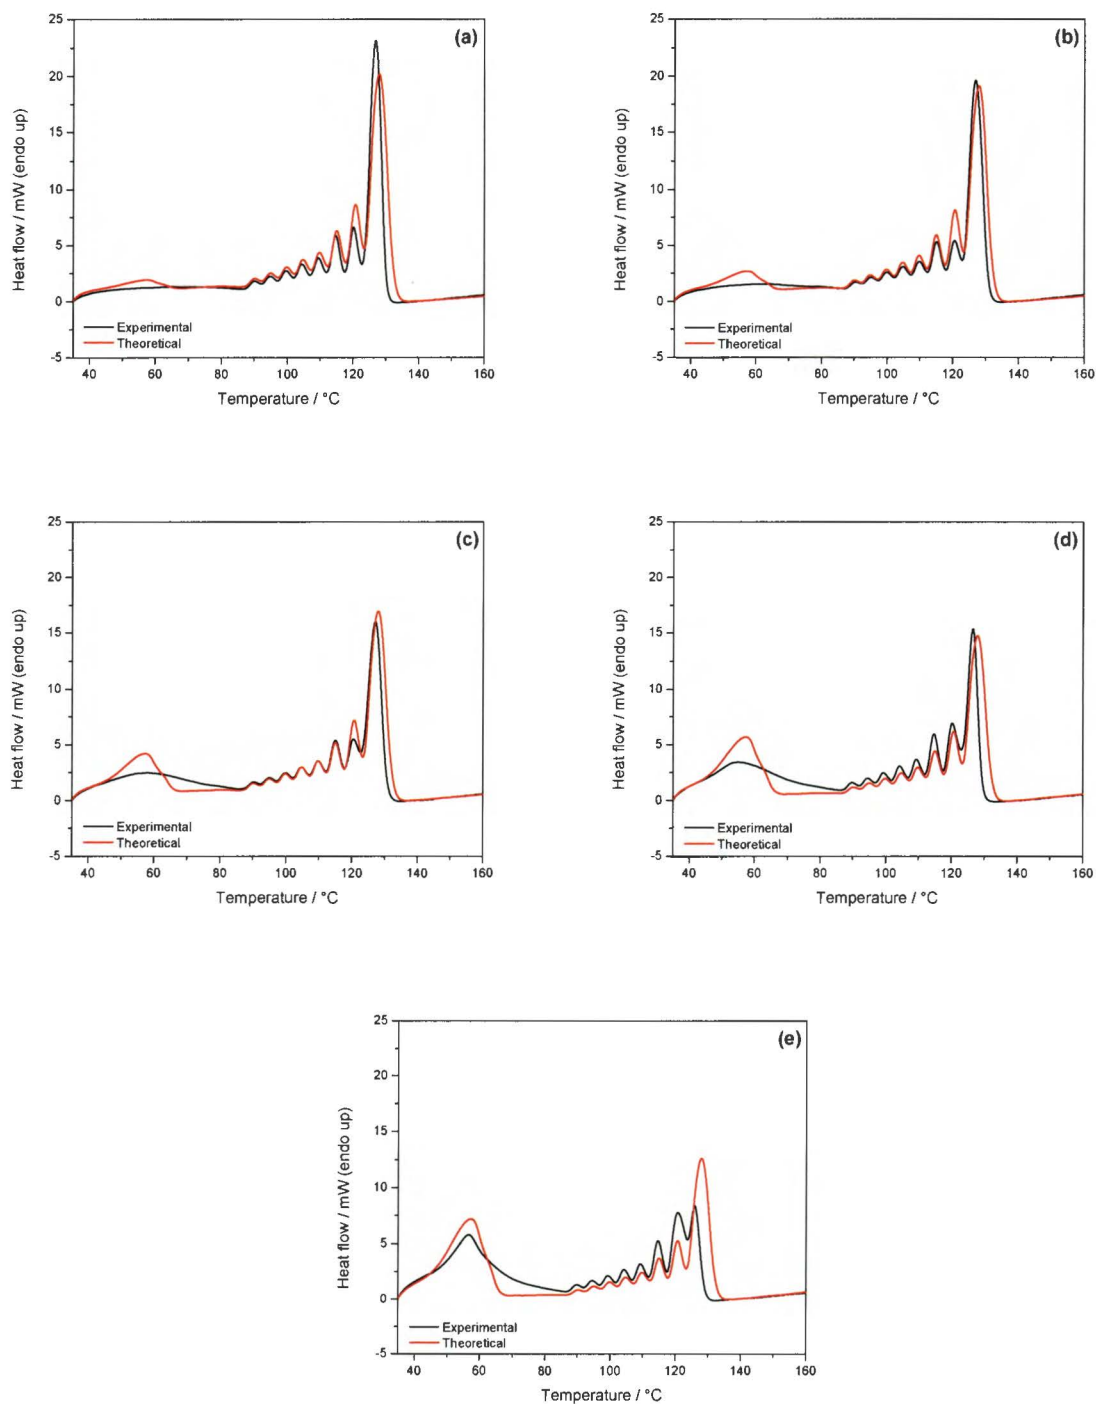 (a)
25
20
15
10
5
0
-5
Heat flow / mW (endo up)
Experimental
Theoretical
40 60 80 100 120 140 160
Temperature / °C
(b)
25
20
15
10
5
0
-5
Heat flow / mW (endo up)
Experimental
Theoretical
40 60 80 100 120 140 160
Temperature / °C
(c)
25
20
15
10
5
0
-5
Heat flow / mW (endo up)
Experimental
Theoretical
40 60 80 100 120 140 160
Temperature / °C
(d)
25
20
15
10
5
0
-5
Heat flow / mW (endo up)
Experimental
Theoretical
40 60 80 100 120 140 160
Temperature / °C
(e)
25
20
15
10
5
0
-5
Heat flow / mW (endo up)
Experimental
Theoretical
40 60 80 100 120 140 160
Temperature / °C